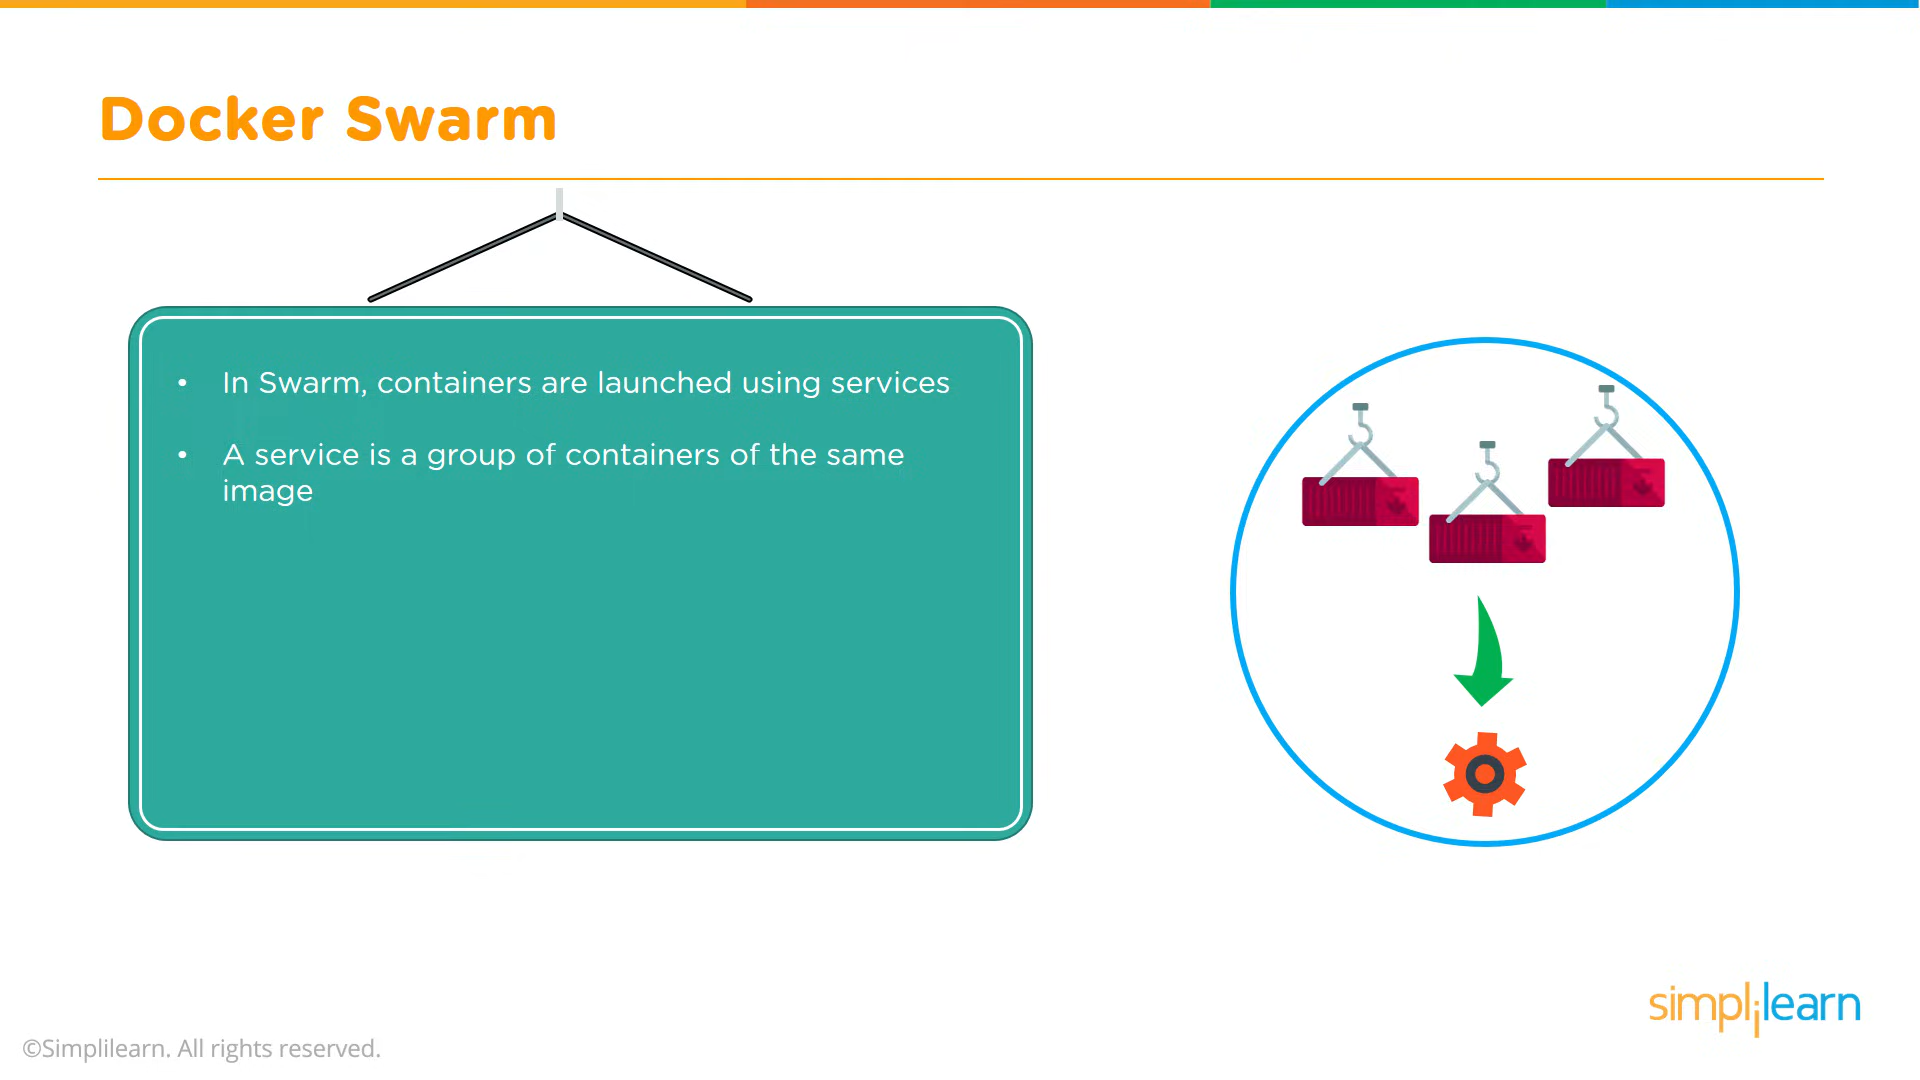 Docker Swarm
• In Swarm, containers are launched using services
• A service is a group of containers of the same
image
simplilearn
©Simplilearn. All rights reserved.